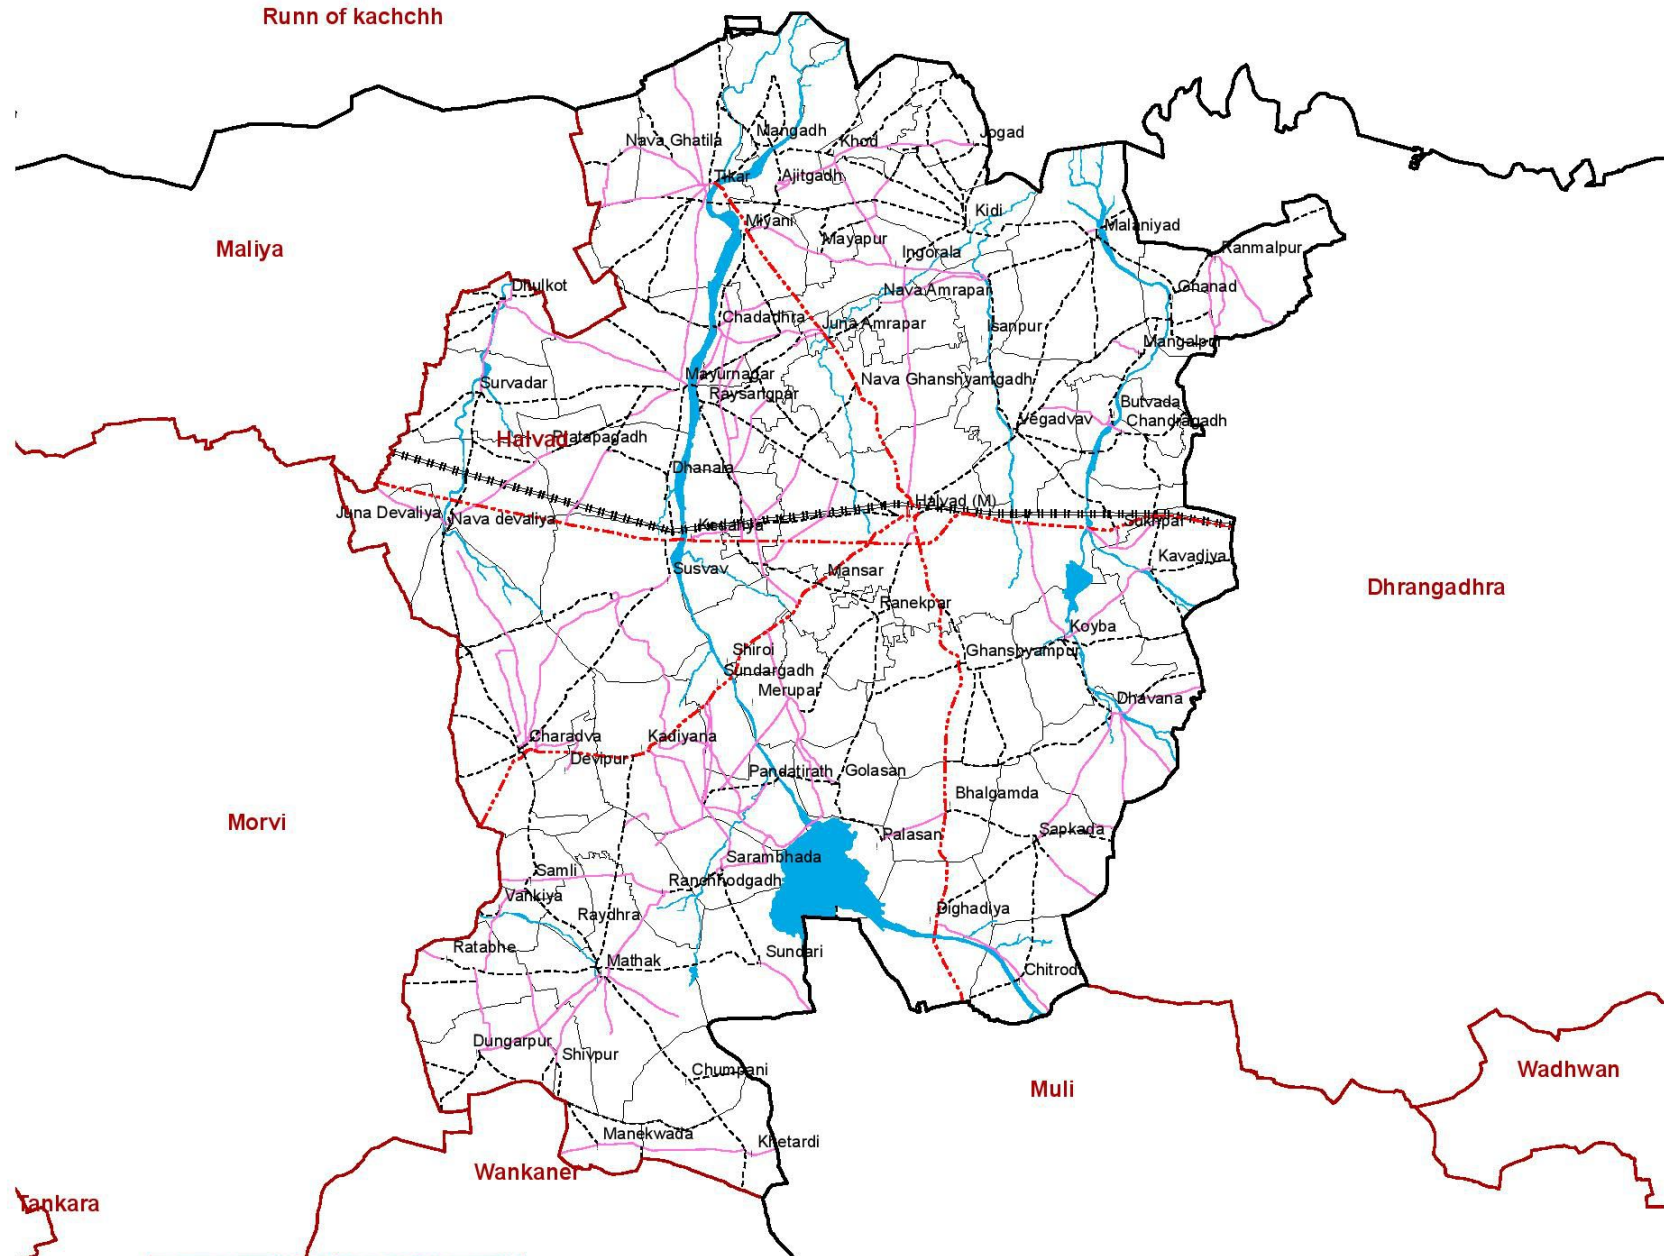 Runn of kachchh
Mangadh
Jogad
Nava Ghatila
Khod
Tikar
Ajitgadh
Kidi
Miyani
Malaniyad
Mayapur
Maliya
Ingorala
Ranmalpur
Dhulkot
Nava Amrapar
Ghanad
Chadadhra
Juna Amrapar
Isanpur
Mangalpur
Mayurnagar
Survadar
Nava Ghanshyamgadh
Raysangpar
Butvada
Vegadvav
Chandragadh
Halvad
Pratapagadh
Dhanala
Halvad (M)
Juna Devaliya
Nava devaliya
Kedariya
Sukhpar
Kavadiya
Susvav
Mansar
Dhrangadhra
Ranekpar
Koyba
Shiroi
Ghanshyampur
Sundargadh
Merupar
Dhavana
Charadva
Kadiyana
Devipur
Pandatirath
Golasan
Bhalgamda
Morvi
Palasan
Sapkada
Sarambhada
Samli
Ranchhodgadh
Vankiya
Raydhra
Dighadiya
Ratabhe
Sundari
Mathak
Chitrodi
Dungarpur
Shivpur
Chumpani
Wadhwan
Muli
Manekwada
Khetardi
Wankaner
Tankara